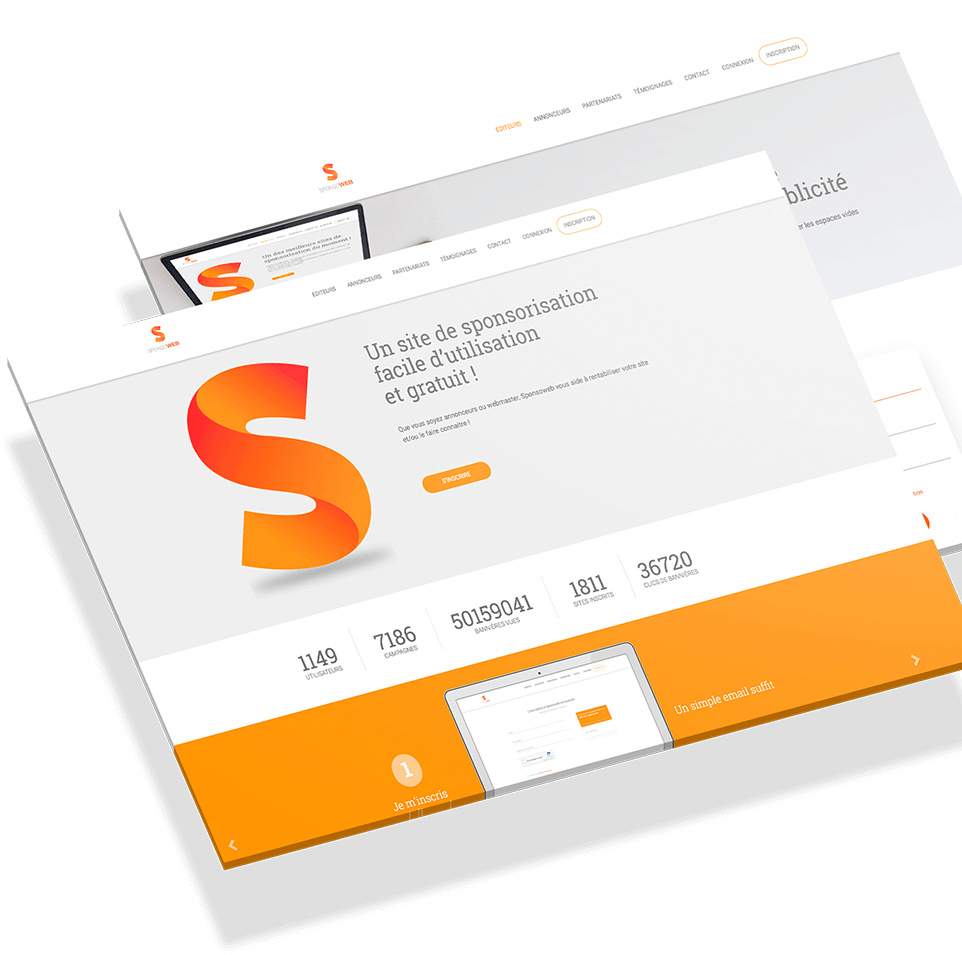 EDITEURS ANNONCEURS PARTENARIATS TÉMOIGNAGES CONTACT CONNEXION INSCRIPTION
SPONSOWEB
blicité
er les espaces vides
Un des meilleurs sites de
sponsorisation du moment !
EDITEURS ANNONCEURS PARTENARIATS TÉMOIGNAGES CONTACT CONNEXION INSCRIPTION
SPONSOWEB
Un site de sponsorisation
facile d'utilisation
et gratuit !
Que vous soyez annonceurs ou webmaster, Sponsoweb vous aide à rentabiliser votre site
et/ou le faire connaitre !
S'INSCRIRE
1149
UTILISATEURS
7186
CAMPAGNES
50159041
BANNIÈRES VUES
1811
SITES INSCRITS
36720
CLICS DE BANNIÈRES
1
Je m'inscris
Un simple email suffit